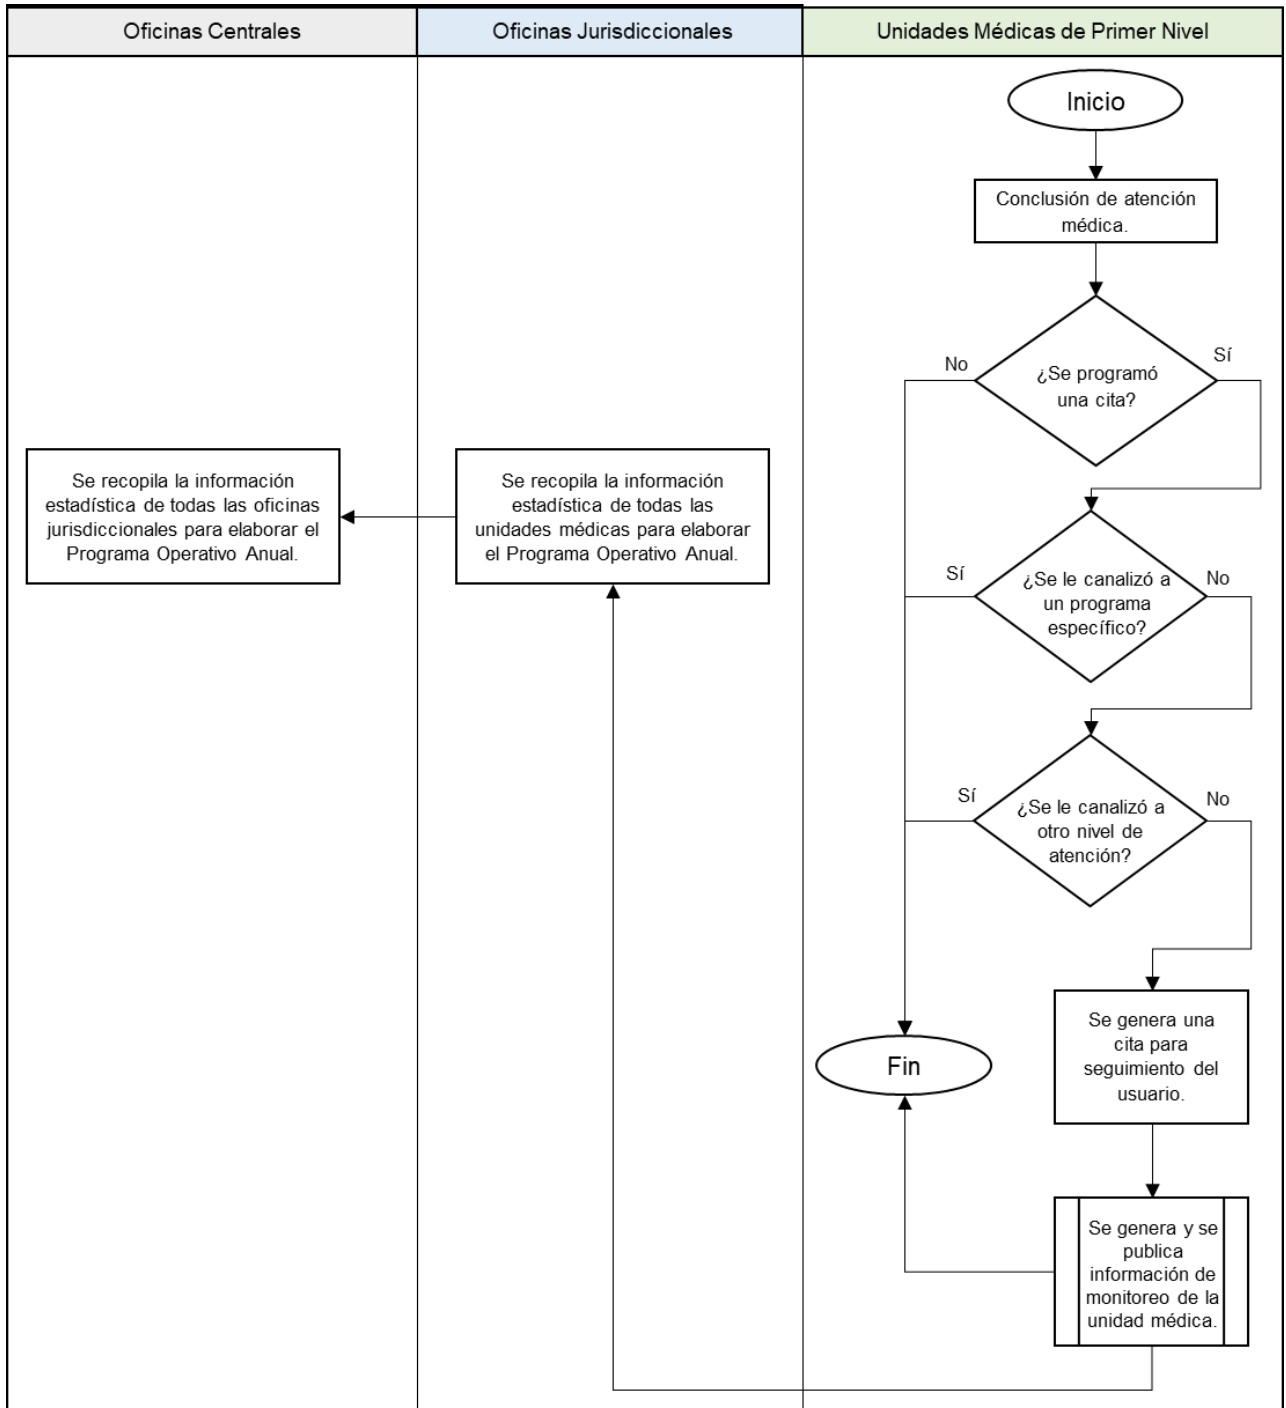 Oficinas Centrales
Oficinas Jurisdiccionales
Unidades Médicas de Primer Nivel
Inicio
Conclusión de atención
médica.
¿Se programó
una cita?
No
Sí
Se recopila la información
estadística de todas las oficinas
jurisdiccionales para elaborar el
Programa Operativo Anual.
Se recopila la información
estadística de todas las
unidades médicas para elaborar
el Programa Operativo Anual.
¿Se le canalizó a
un programa
específico?
Sí
No
¿Se le canalizó a
otro nivel de
atención?
Sí
No
Se genera una
cita para
seguimiento del
usuario.
Fin
Se genera y se
publica
información de
monitoreo de la
unidad médica.